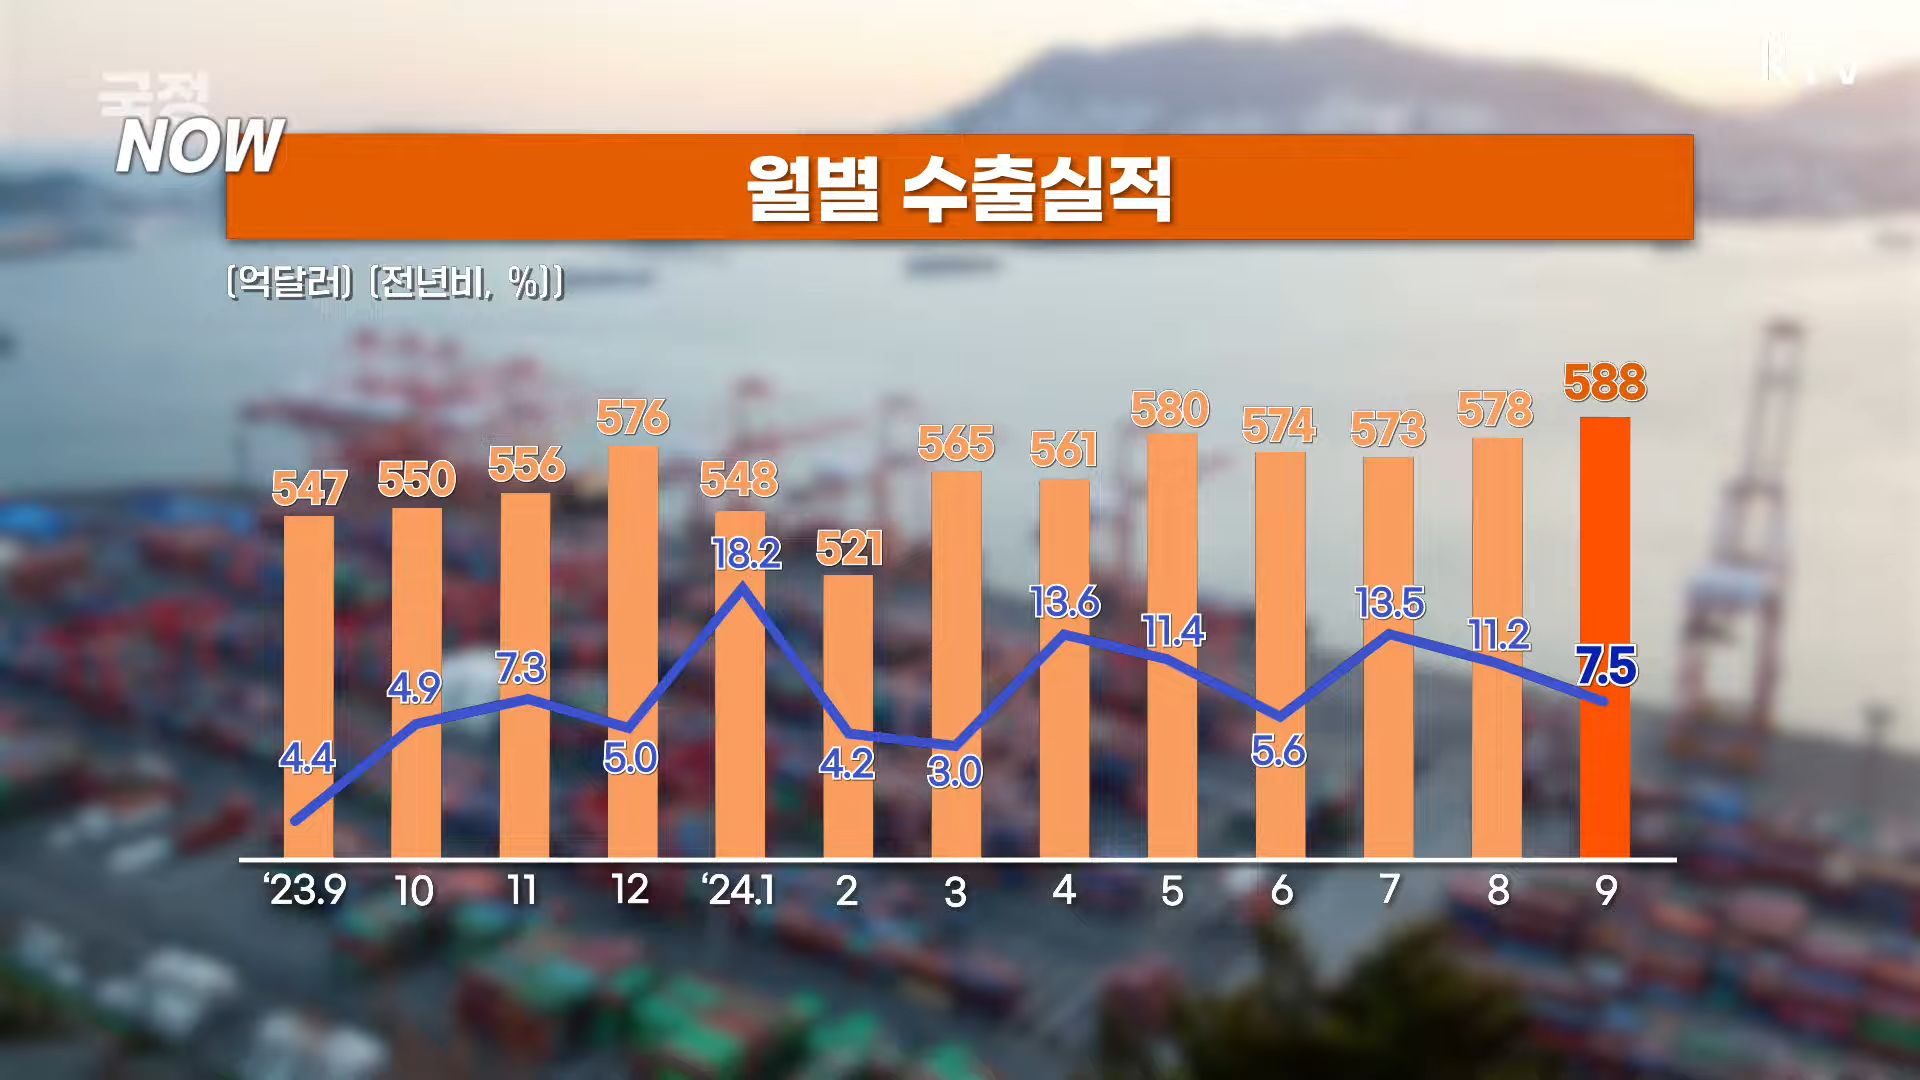 국정
NOW
KTV
월별 수출실적
(억달러) (전년비, %))
547 550 556 576 548 521 565 561 580 574 573 578 588
4.4 4.9 7.3 5.0 18.2 4.2 3.0 13.6 11.4 5.6 13.5 11.2 7.5
‘23.9 10 11 12 ‘24.1 2 3 4 5 6 7 8 9